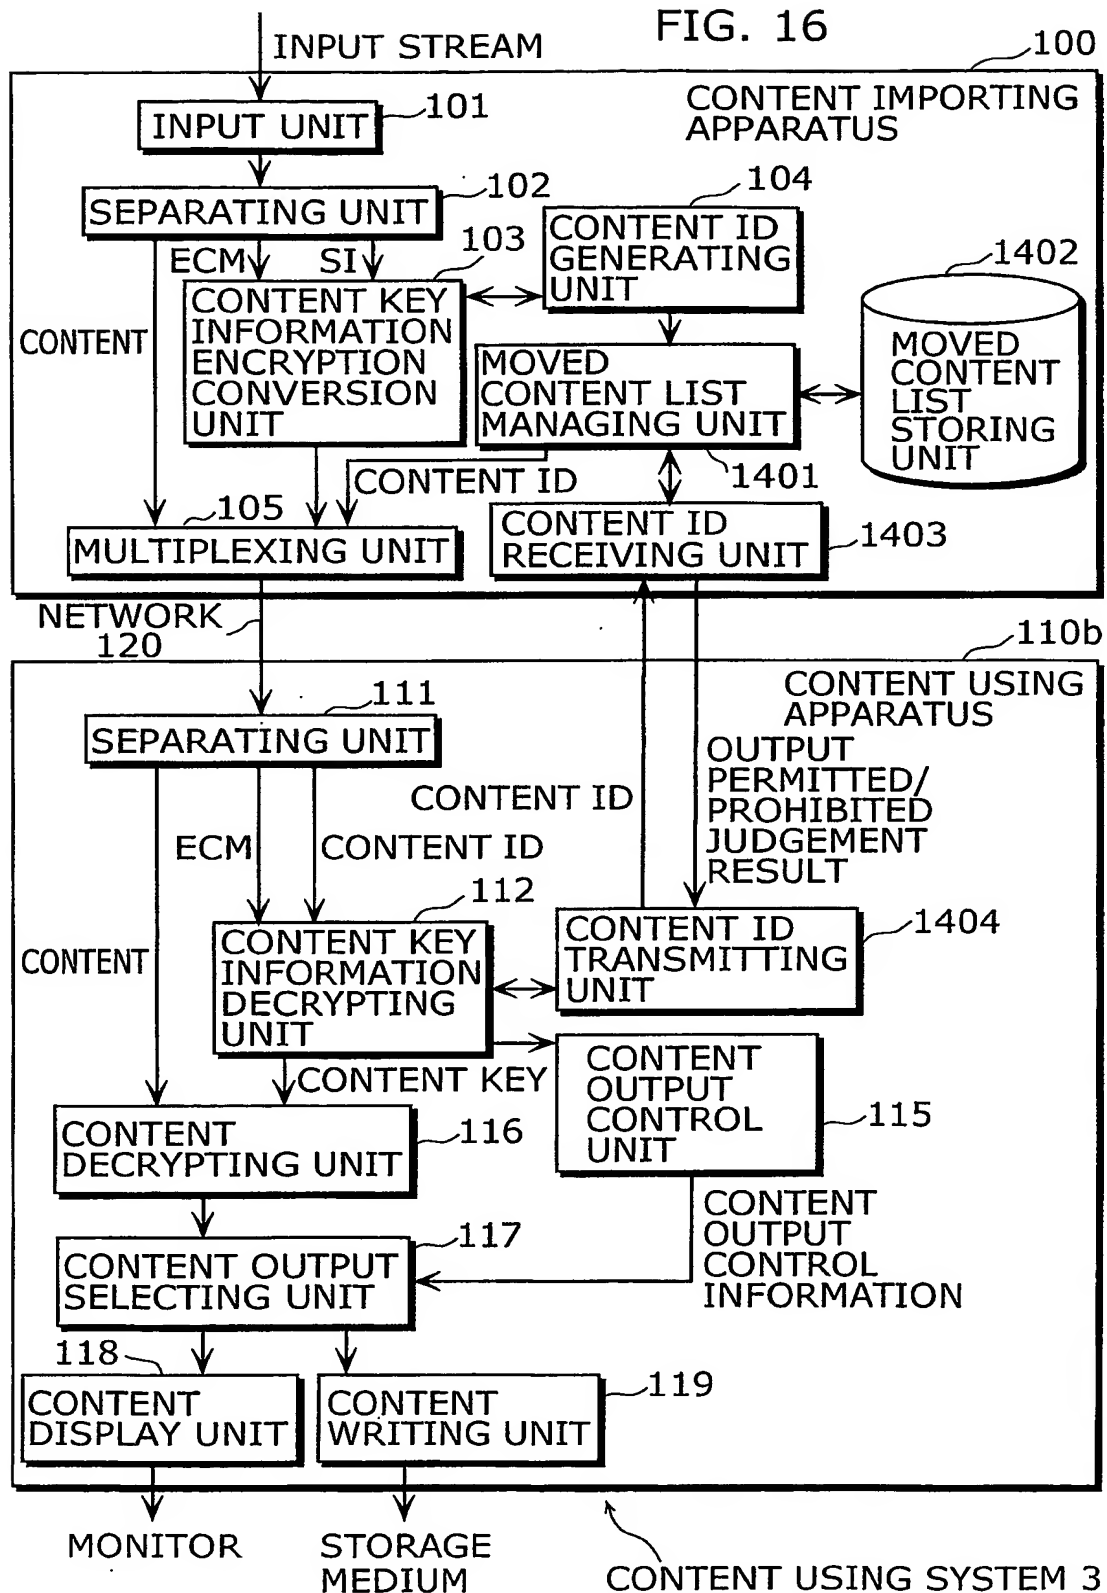 FIG. 16
INPUT STREAM
100
CONTENT IMPORTING
APPARATUS
101
INPUT UNIT
102
SEPARATING UNIT
104
CONTENT ID
GENERATING
UNIT
ECM
SI
103
CONTENT KEY
INFORMATION
ENCRYPTION
CONVERSION
UNIT
1402
MOVED
CONTENT
LIST
STORING
UNIT
CONTENT
MOVED
CONTENT LIST
MANAGING UNIT
1401
CONTENT ID
105
MULTIPLEXING UNIT
CONTENT ID
RECEIVING UNIT
1403
NETWORK
120
110b
CONTENT USING
APPARATUS
111
SEPARATING UNIT
OUTPUT
PERMITTED/
PROHIBITED
JUDGEMENT
RESULT
CONTENT ID
ECM
CONTENT ID
112
CONTENT KEY
INFORMATION
DECRYPTING
UNIT
CONTENT ID
TRANSMITTING
UNIT
1404
CONTENT
CONTENT KEY
CONTENT
OUTPUT
CONTROL
UNIT
115
CONTENT
DECRYPTING UNIT
116
CONTENT
OUTPUT
CONTROL
INFORMATION
117
CONTENT OUTPUT
SELECTING UNIT
118
CONTENT
DISPLAY UNIT
CONTENT
WRITING UNIT
119
MONITOR
STORAGE
MEDIUM
CONTENT USING SYSTEM 3